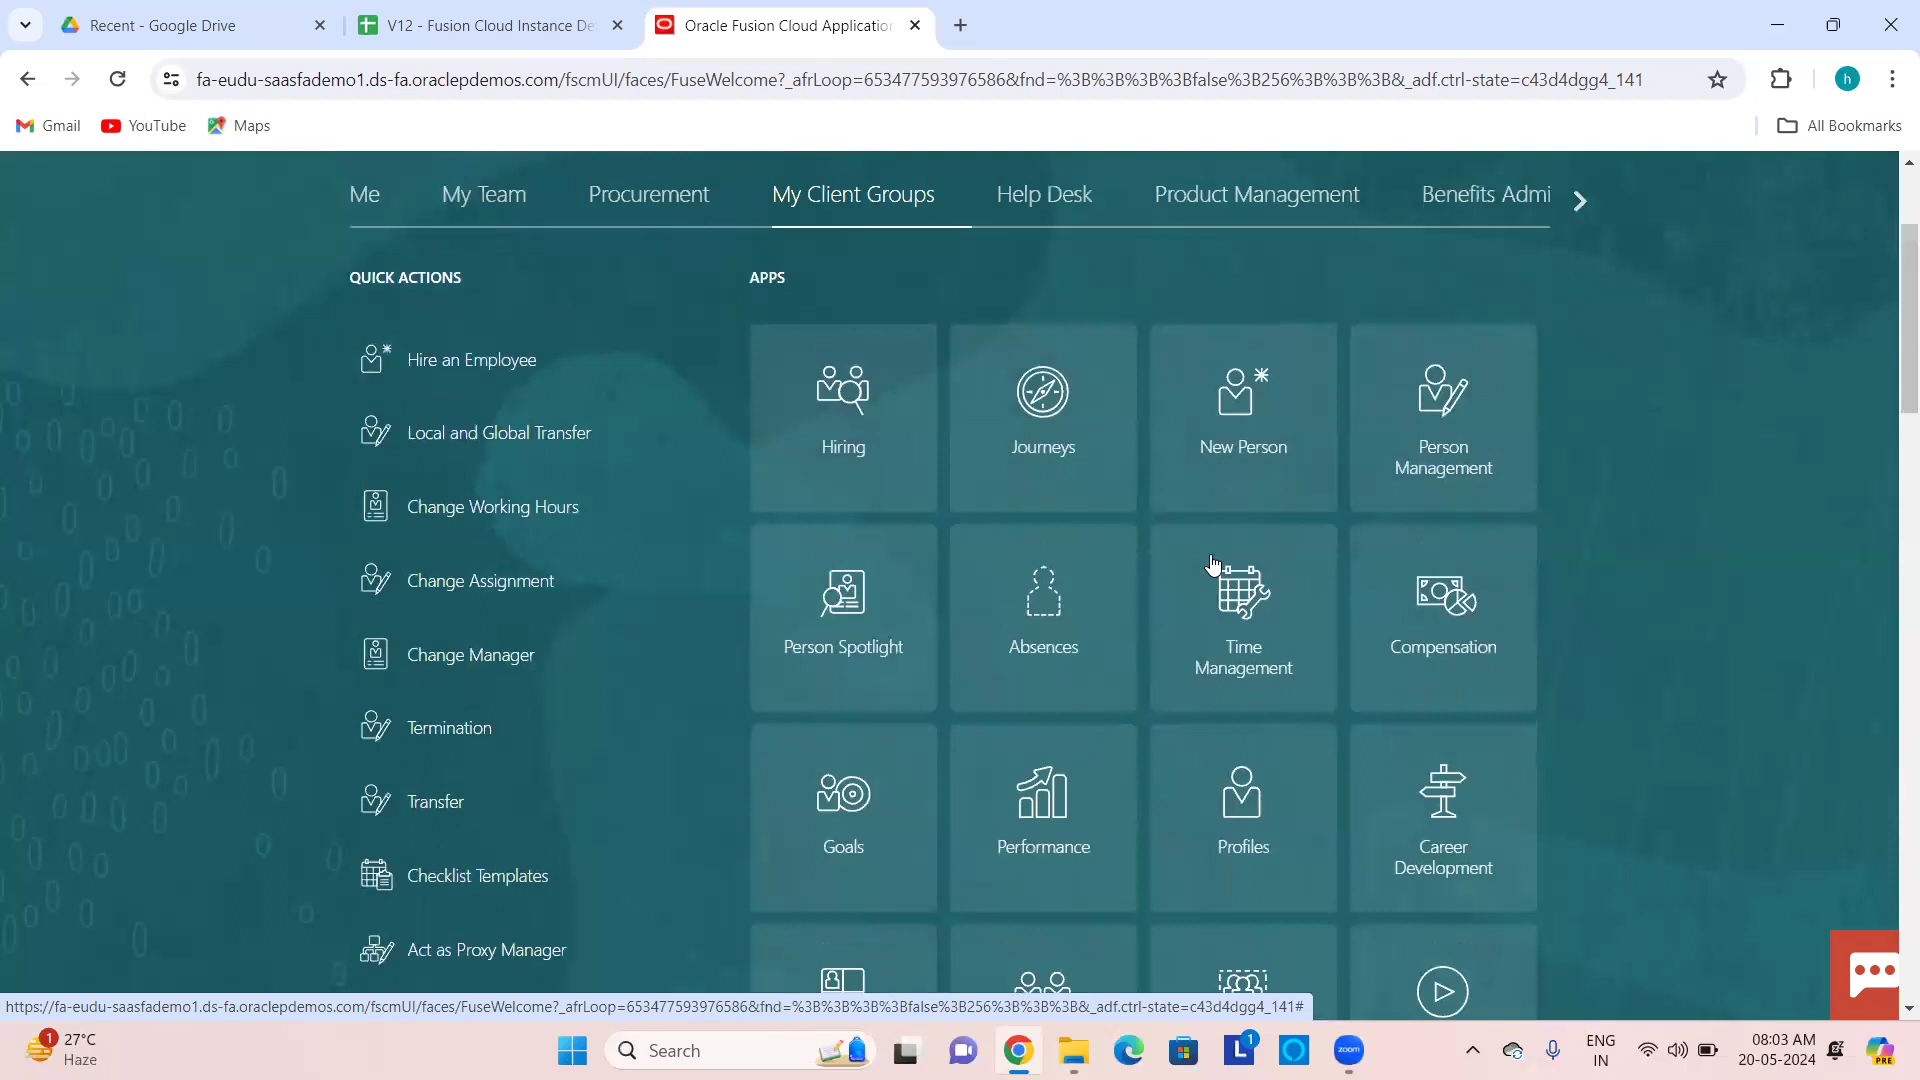 Recent - Google Drive
V12 - Fusion Cloud Instance De
Oracle Fusion Cloud Application
fa-eudu-saasfademo1.ds-fa.oraclepdemos.com/fscmUI/faces/FuseWelcome?_afrLoop=653477593976586&fnd=%3B%3B%3B%3Bfalse%3B256%3B%3B%3B&_adf.ctrl-state=c43d4dgg4_141
h
Gmail
YouTube
Maps
All Bookmarks
Me
My Team
Procurement
My Client Groups
Help Desk
Product Management
Benefits Admi
QUICK ACTIONS
Hire an Employee
Local and Global Transfer
Change Working Hours
Change Assignment
Change Manager
Termination
Transfer
Checklist Templates
Act as Proxy Manager
APPS
Hiring
Journeys
New Person
Person
Management
Person Spotlight
Absences
Time
Management
Compensation
Goals
Performance
Profiles
Career
Development
https://fa-eudu-saasfademo1.ds-fa.oraclepdemos.com/fscmUI/faces/FuseWelcome?_afrLoop=653477593976586&fnd=%3B%3B%3B%3Bfalse%3B256%3B%3B%3B&_adf.ctrl-state=c43d4dgg4_141#
1
27°C
Haze
Search
L
1
zoom
ENG
IN
08:03 AM
20-05-2024
PRE